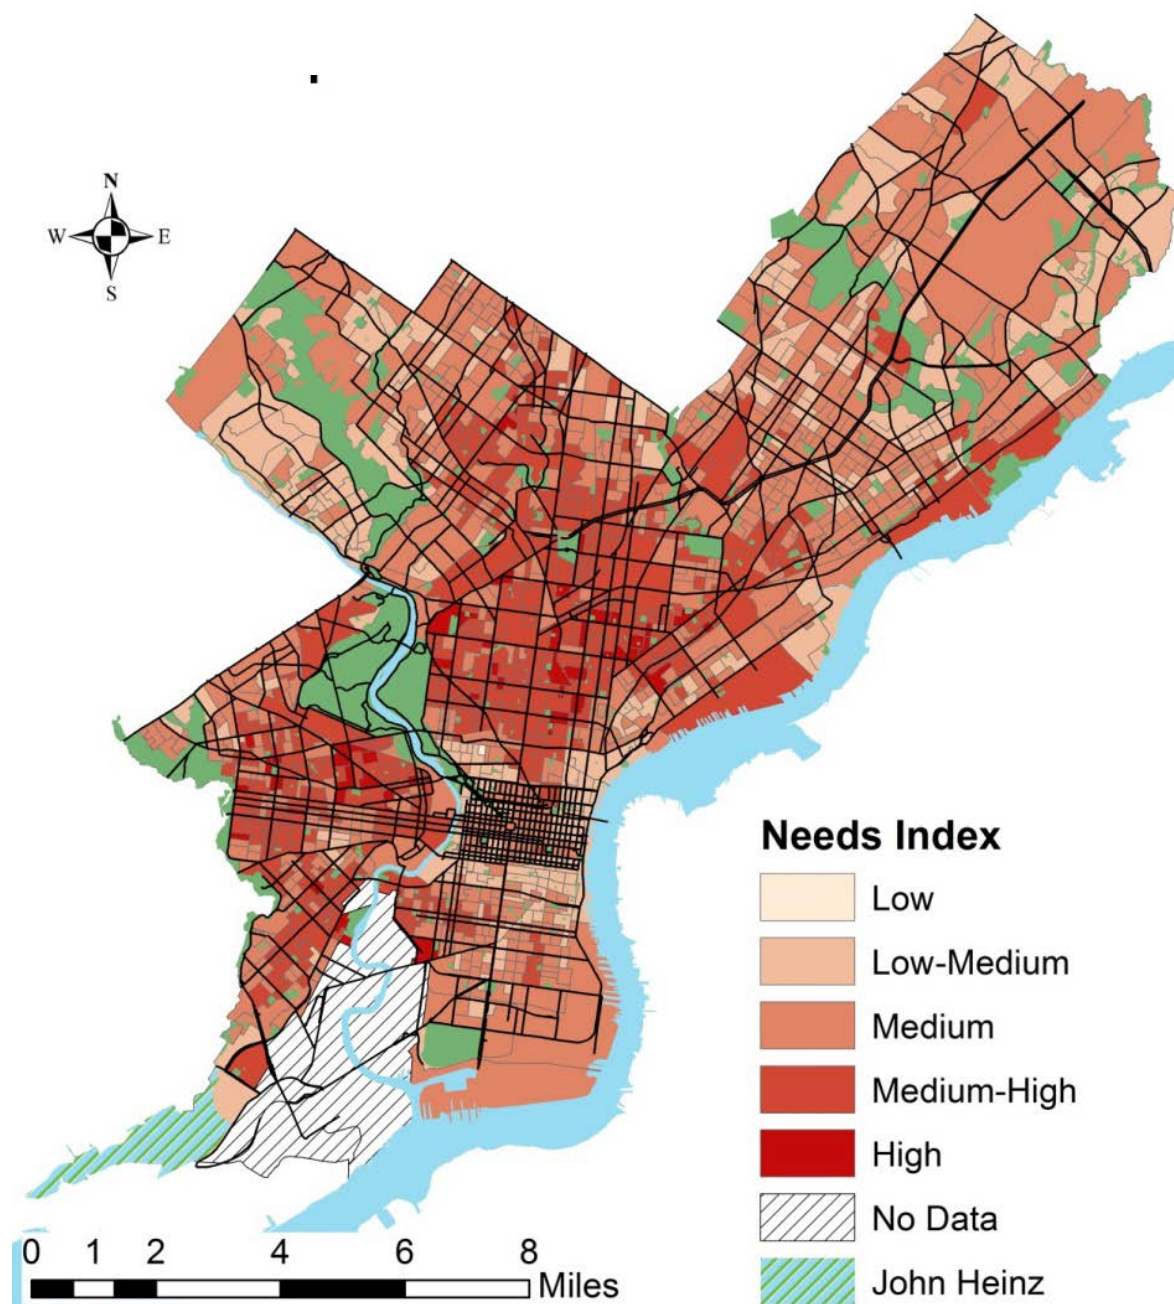 N
W E
S
Needs Index
Low
Low-Medium
Medium
Medium-High
High
No Data
John Heinz
0 1 2 4 6 8
Miles